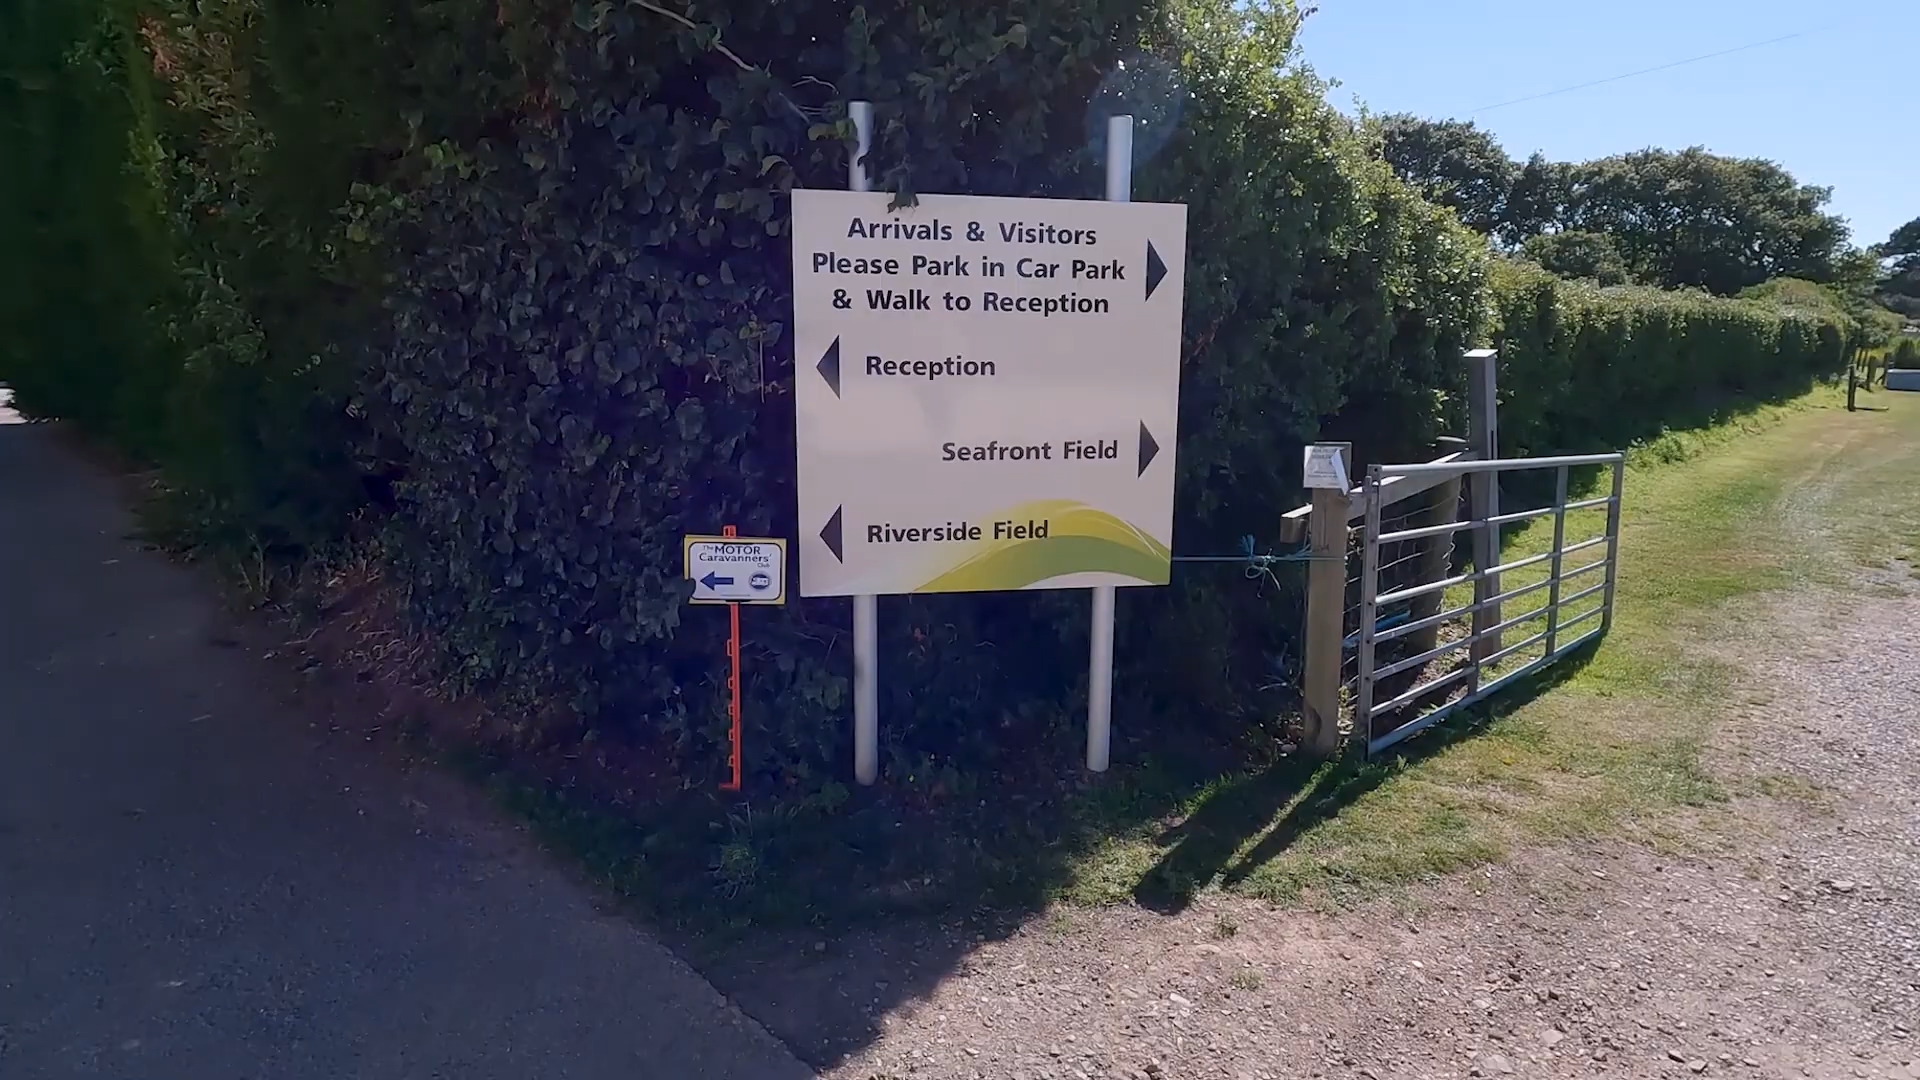 Arrivals & Visitors
Please Park in Car Park
& Walk to Reception
Reception
Seafront Field
Riverside Field
The MOTOR
Caravanners'
Club